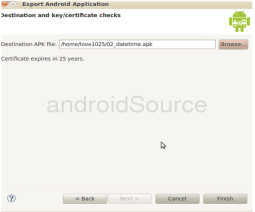 Export Android Application
Destination and key/certificate checks
Destination APK file: /home/love1025/02_datetime.apk Browse...
Certificate expires in 25 years.
androidSource
? < Back Next > Cancel Finish